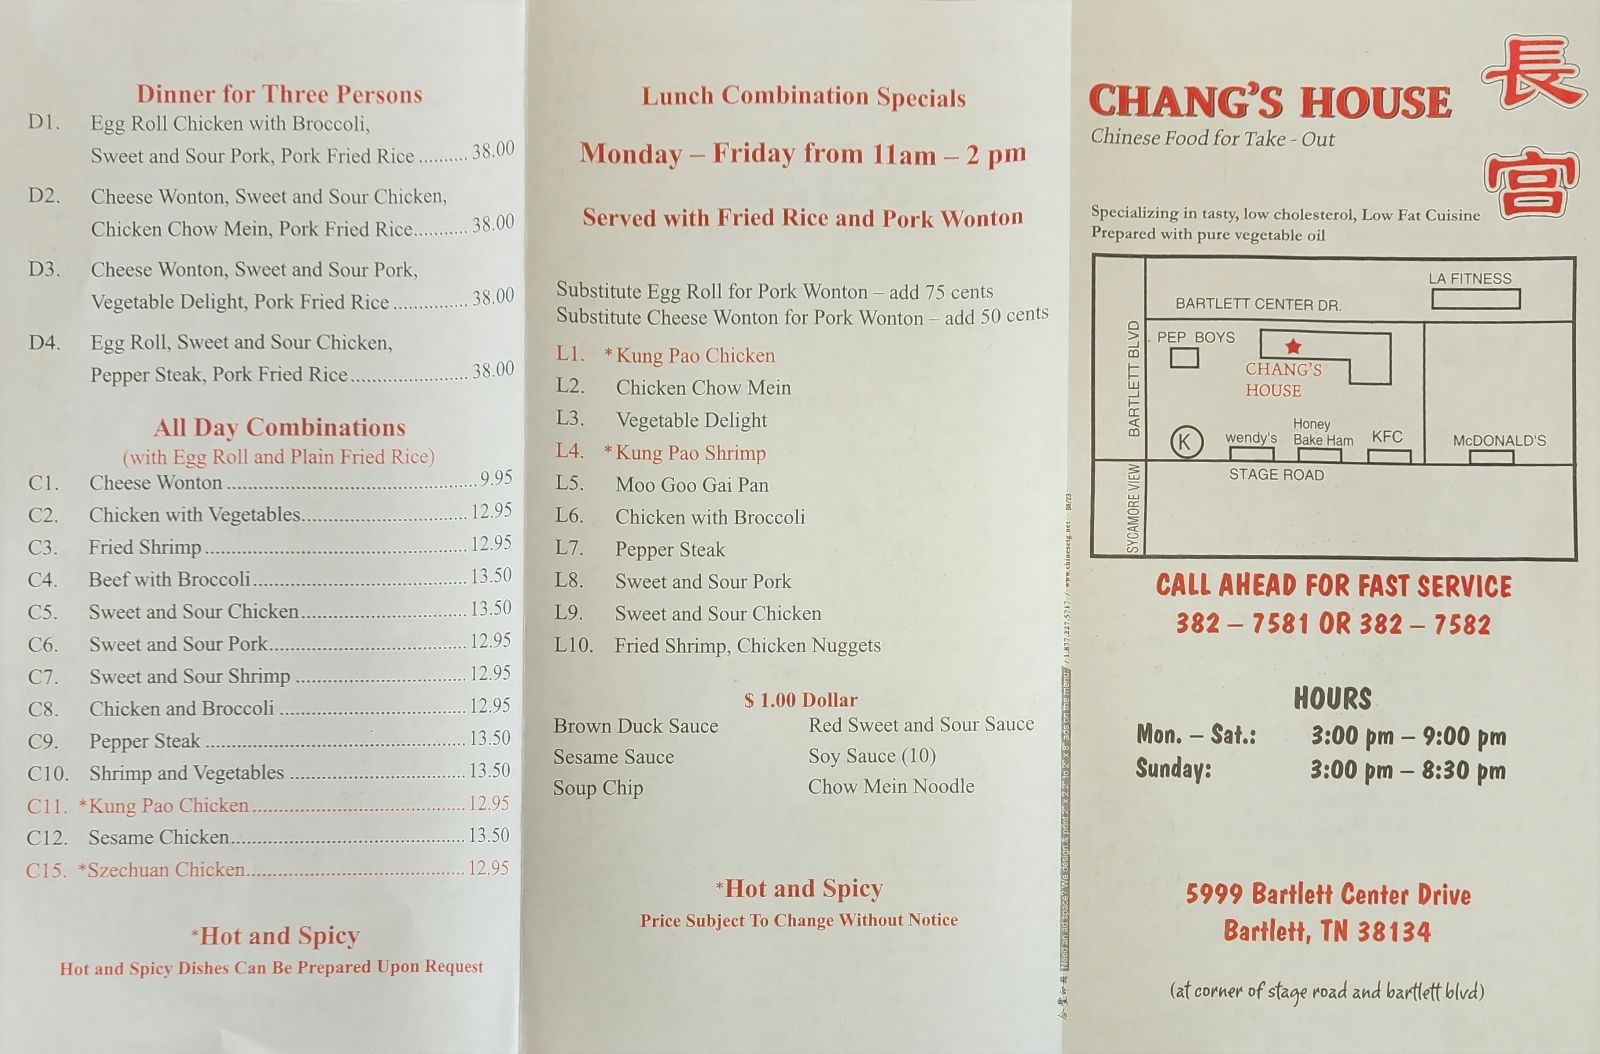 Dinner for Three Persons
D1. Egg Roll Chicken with Broccoli,
Sweet and Sour Pork, Pork Fried Rice ......... 38.00
D2. Cheese Wonton, Sweet and Sour Chicken,
Chicken Chow Mein, Pork Fried Rice.......... 38.00
D3. Cheese Wonton, Sweet and Sour Pork,
Vegetable Delight, Pork Fried Rice .............. 38.00
D4. Egg Roll, Sweet and Sour Chicken,
Pepper Steak, Pork Fried Rice...................... 38.00
All Day Combinations
(with Egg Roll and Plain Fried Rice)
C1. Cheese Wonton ................................................ 9.95
C2. Chicken with Vegetables................................ 12.95
C3. Fried Shrimp .................................................. 12.95
C4. Beef with Broccoli......................................... 13.50
C5. Sweet and Sour Chicken................................ 13.50
C6. Sweet and Sour Pork...................................... 12.95
C7. Sweet and Sour Shrimp ................................. 12.95
C8. Chicken and Broccoli .................................... 12.95
C9. Pepper Steak .................................................. 13.50
C10. Shrimp and Vegetables .................................. 13.50
C11. *Kung Pao Chicken......................................... 12.95
C12. Sesame Chicken............................................. 13.50
C15. *Szechuan Chicken.......................................... 12.95
*Hot and Spicy
Hot and Spicy Dishes Can Be Prepared Upon Request
Lunch Combination Specials
Monday – Friday from 11am – 2 pm
Served with Fried Rice and Pork Wonton
Substitute Egg Roll for Pork Wonton – add 75 cents
Substitute Cheese Wonton for Pork Wonton – add 50 cents
L1. *Kung Pao Chicken
L2. Chicken Chow Mein
L3. Vegetable Delight
L4. *Kung Pao Shrimp
L5. Moo Goo Gai Pan
L6. Chicken with Broccoli
L7. Pepper Steak
L8. Sweet and Sour Pork
L9. Sweet and Sour Chicken
L10. Fried Shrimp, Chicken Nuggets
$ 1.00 Dollar
Brown Duck Sauce Red Sweet and Sour Sauce
Sesame Sauce Soy Sauce (10)
Soup Chip Chow Mein Noodle
*Hot and Spicy
Price Subject To Change Without Notice
CHANG'S HOUSE
長宮
Chinese Food for Take - Out
Specializing in tasty, low cholesterol, Low Fat Cuisine
Prepared with pure vegetable oil
LA FITNESS
BARTLETT CENTER DR.
BARTLETT BLVD
PEP BOYS
CHANG'S
HOUSE
K
wendy's
Honey
Bake Ham
KFC
McDONALD'S
STAGE ROAD
SYCAMORE VIEW
CALL AHEAD FOR FAST SERVICE
382 – 7581 OR 382 – 7582
HOURS
Mon. – Sat.: 3:00 pm – 9:00 pm
Sunday: 3:00 pm – 8:30 pm
5999 Bartlett Center Drive
Bartlett, TN 38134
(at corner of stage road and bartlett blvd)